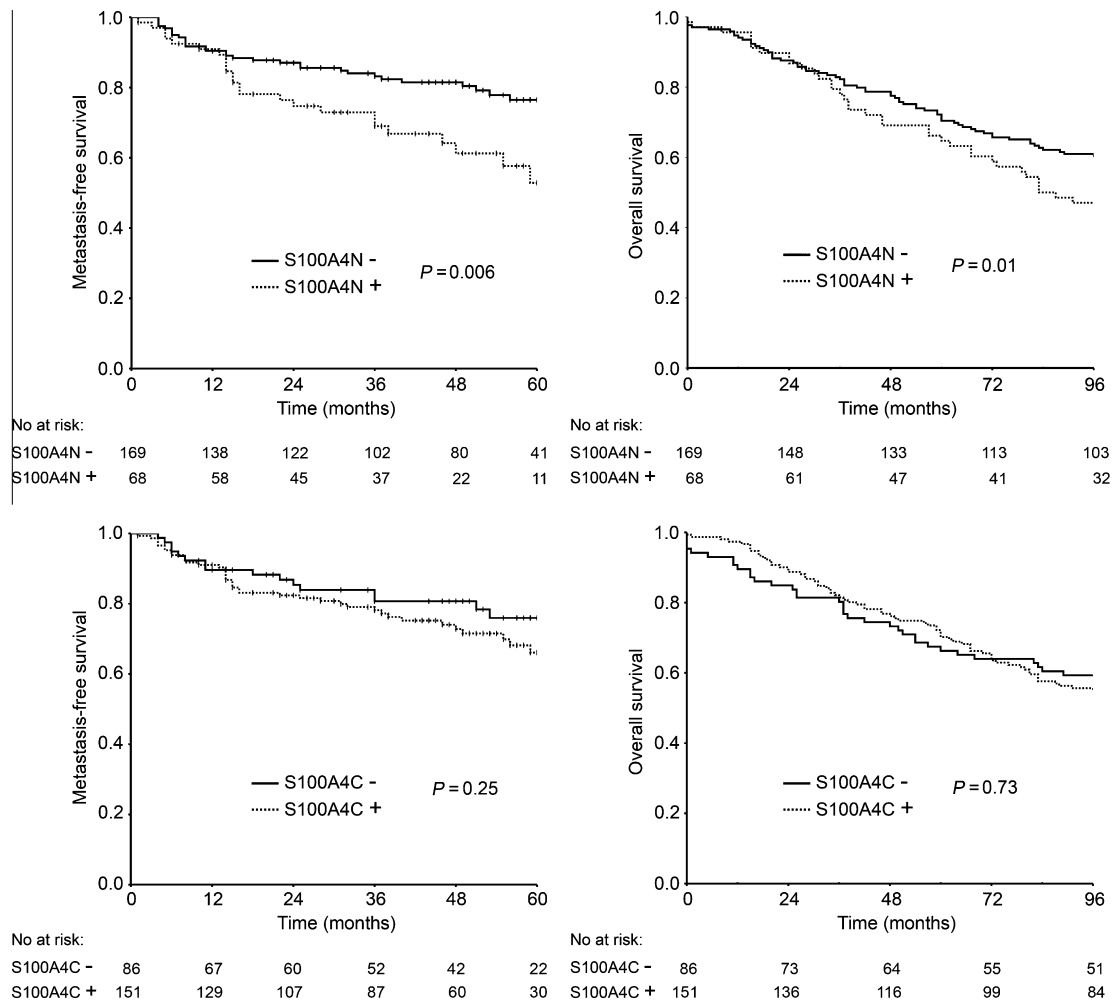 1.0
0.8
0.6
0.4
0.2
0.0
Metastasis-free survival
S100A4N -
S100A4N +
P = 0.006
0 12 24 36 48 60
Time (months)
No at risk:
S100A4N - 169 138 122 102 80 41
S100A4N + 68 58 45 37 22 11
1.0
0.8
0.6
0.4
0.2
0.0
Overall survival
S100A4N -
S100A4N +
P = 0.01
0 24 48 72 96
Time (months)
No at risk:
S100A4N - 169 148 133 113 103
S100A4N + 68 61 47 41 32
1.0
0.8
0.6
0.4
0.2
0.0
Metastasis-free survival
S100A4C -
S100A4C +
P = 0.25
0 12 24 36 48 60
Time (months)
No at risk:
S100A4C - 86 67 60 52 42 22
S100A4C + 151 129 107 87 60 30
1.0
0.8
0.6
0.4
0.2
0.0
Overall survival
S100A4C -
S100A4C +
P = 0.73
0 24 48 72 96
Time (months)
No at risk:
S100A4C - 86 73 64 55 51
S100A4C + 151 136 116 99 84